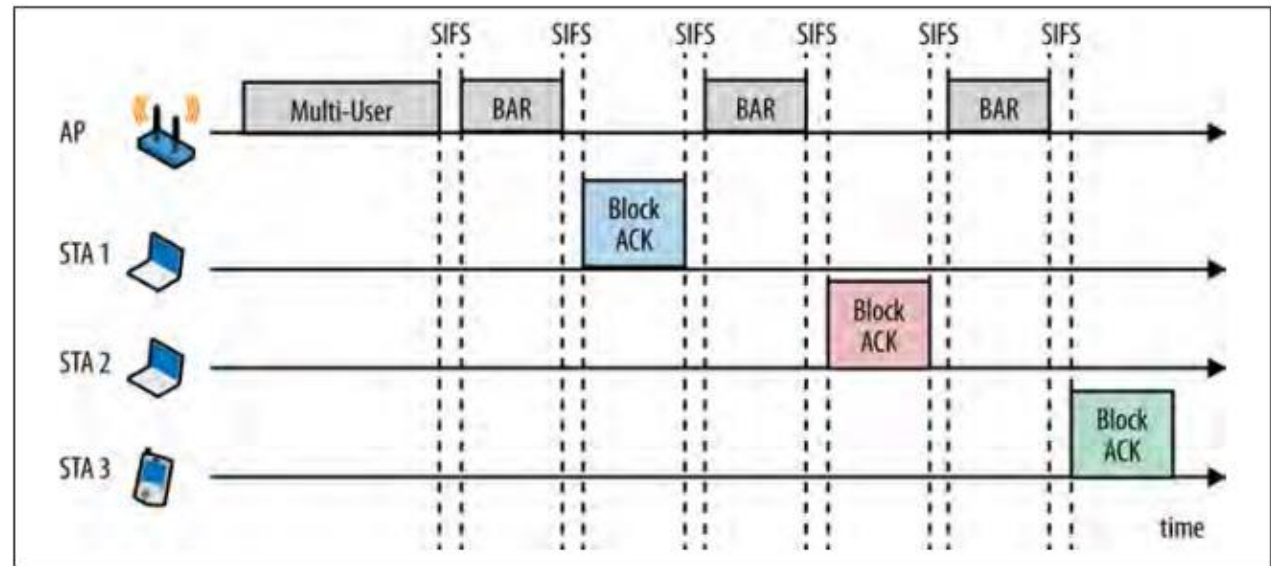 SIFS SIFS SIFS SIFS SIFS SIFS
AP Multi-User BAR BAR BAR
STA 1 Block
ACK
STA 2 Block
ACK
STA 3 Block
ACK
time